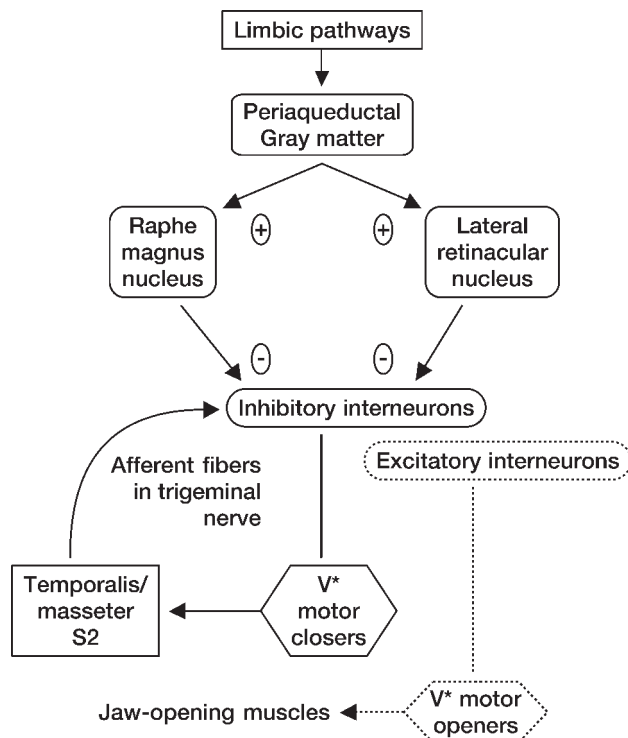 Limbic pathways
Periaqueductal
Gray matter
Raphe
magnus
nucleus
+
+
Lateral
retinacular
nucleus
-
-
Inhibitory interneurons
Afferent fibers
in trigeminal
nerve
Excitatory interneurons
Temporalis/
masseter
S2
V*
motor
closers
Jaw-opening muscles
V* motor
openers